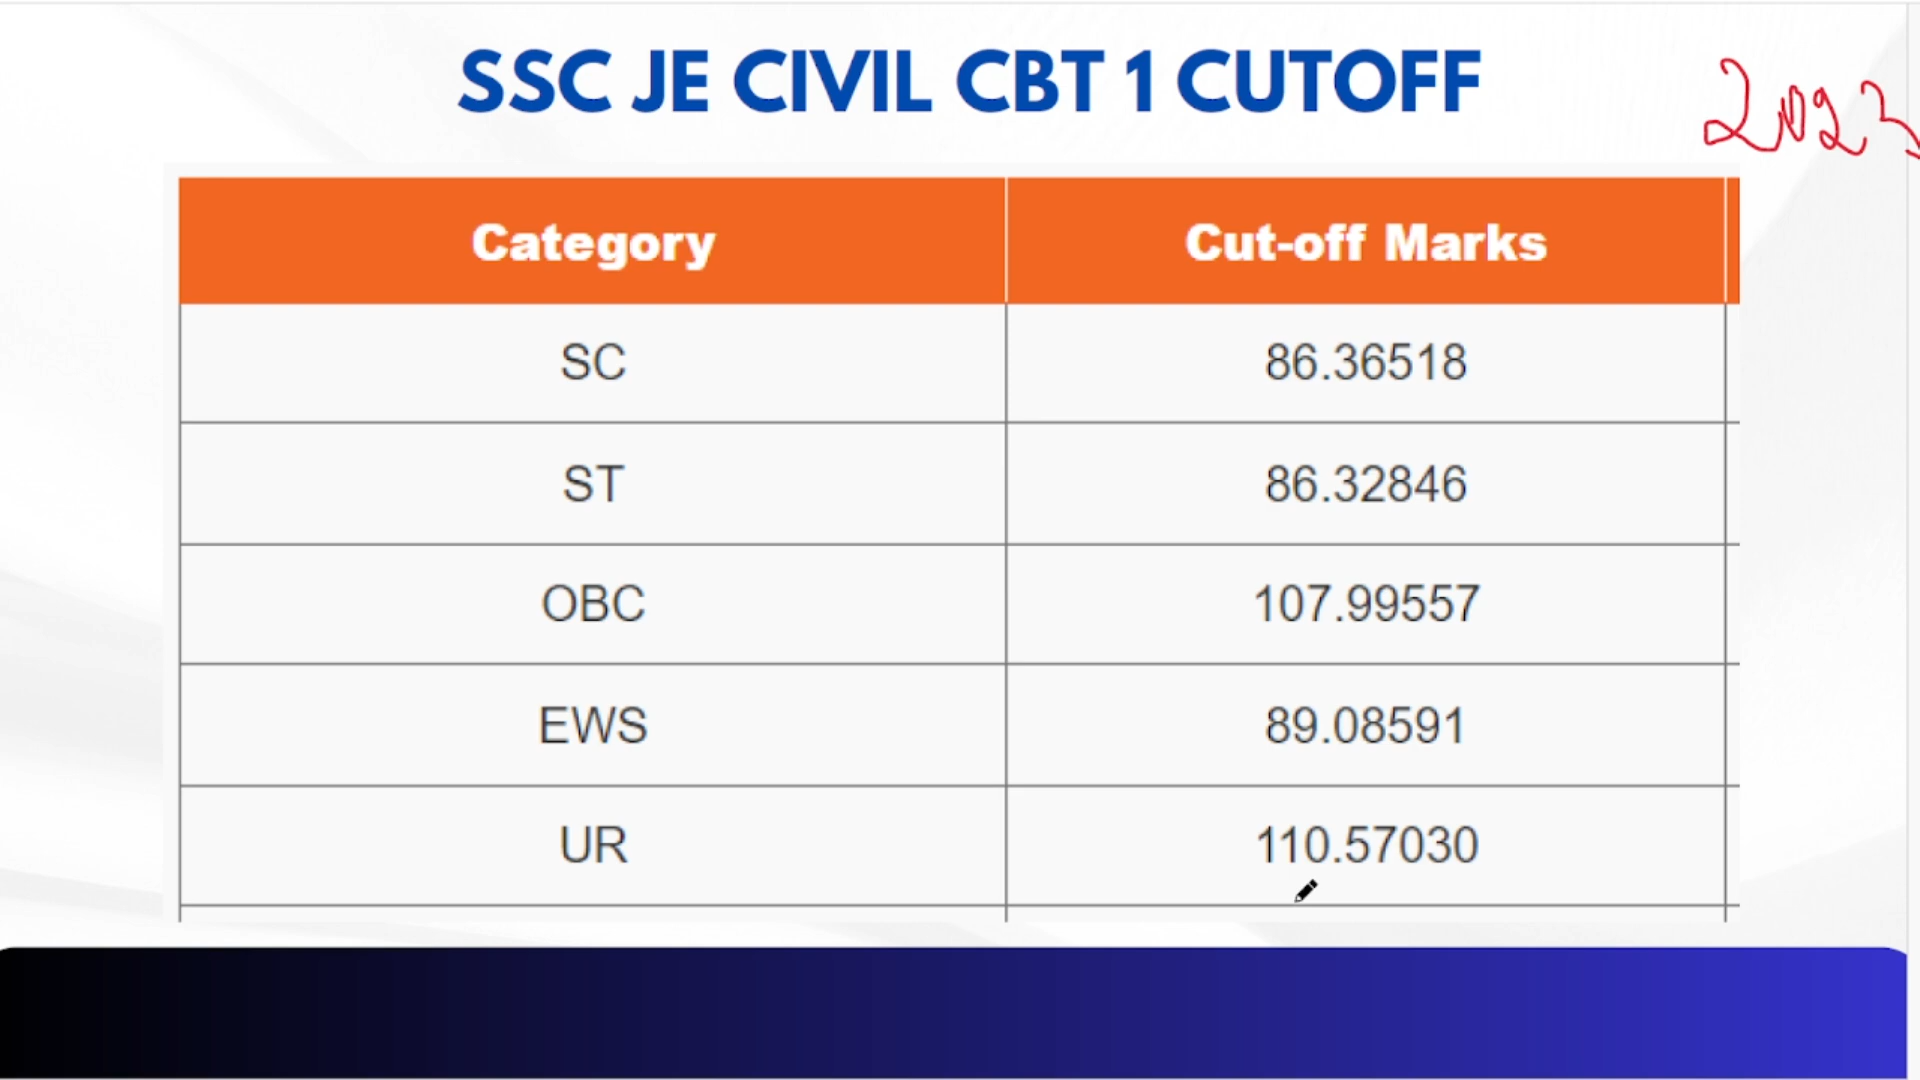 SSC JE CIVIL CBT 1 CUTOFF
2023
Category Cut-off Marks
SC 86.36518
ST 86.32846
OBC 107.99557
EWS 89.08591
UR 110.57030